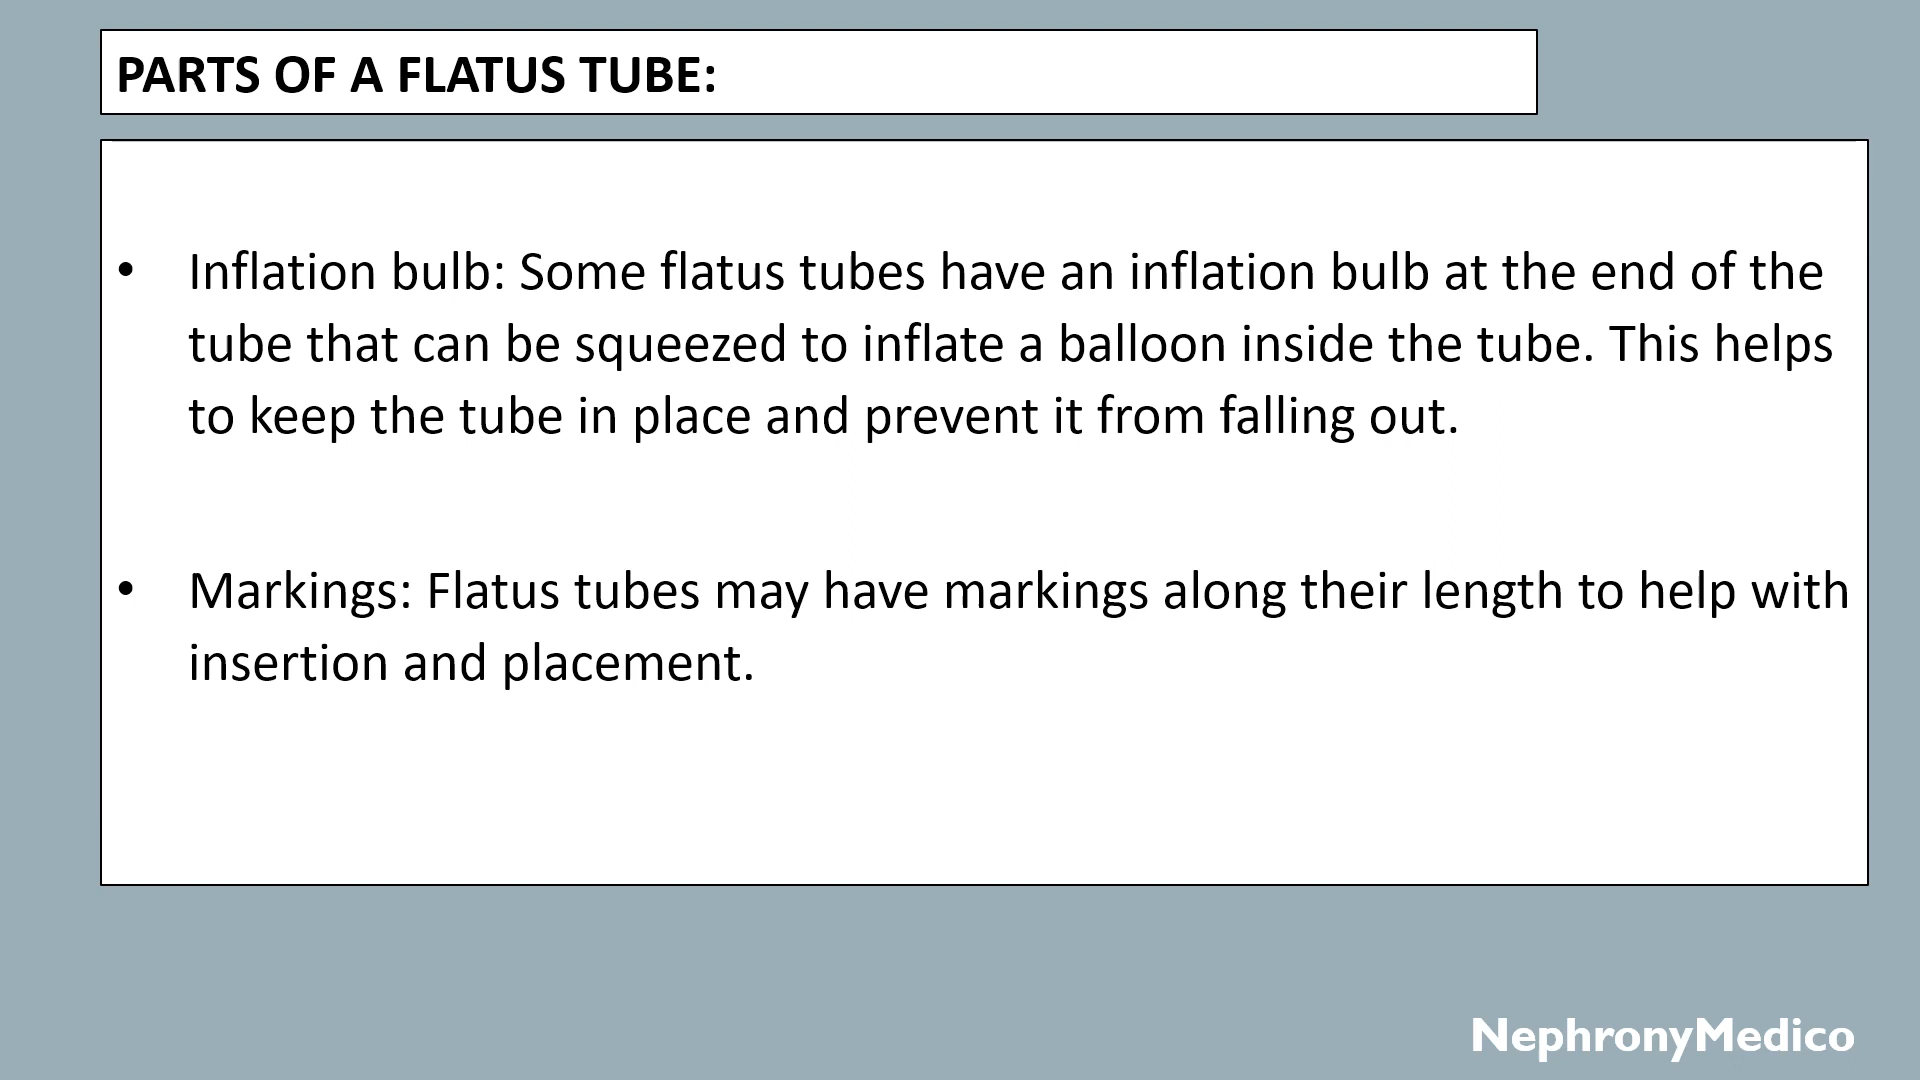 PARTS OF A FLATUS TUBE:
• Inflation bulb: Some flatus tubes have an inflation bulb at the end of the
tube that can be squeezed to inflate a balloon inside the tube. This helps
to keep the tube in place and prevent it from falling out.
• Markings: Flatus tubes may have markings along their length to help with
insertion and placement.
NephronyMedico